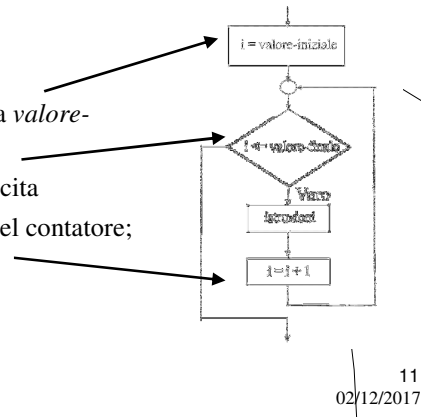 i = valore-iniziale
a valore-
i <= valore-finale
cita
Vero
el contatore;
istruzioni
i = i + 1
11
02/12/2017